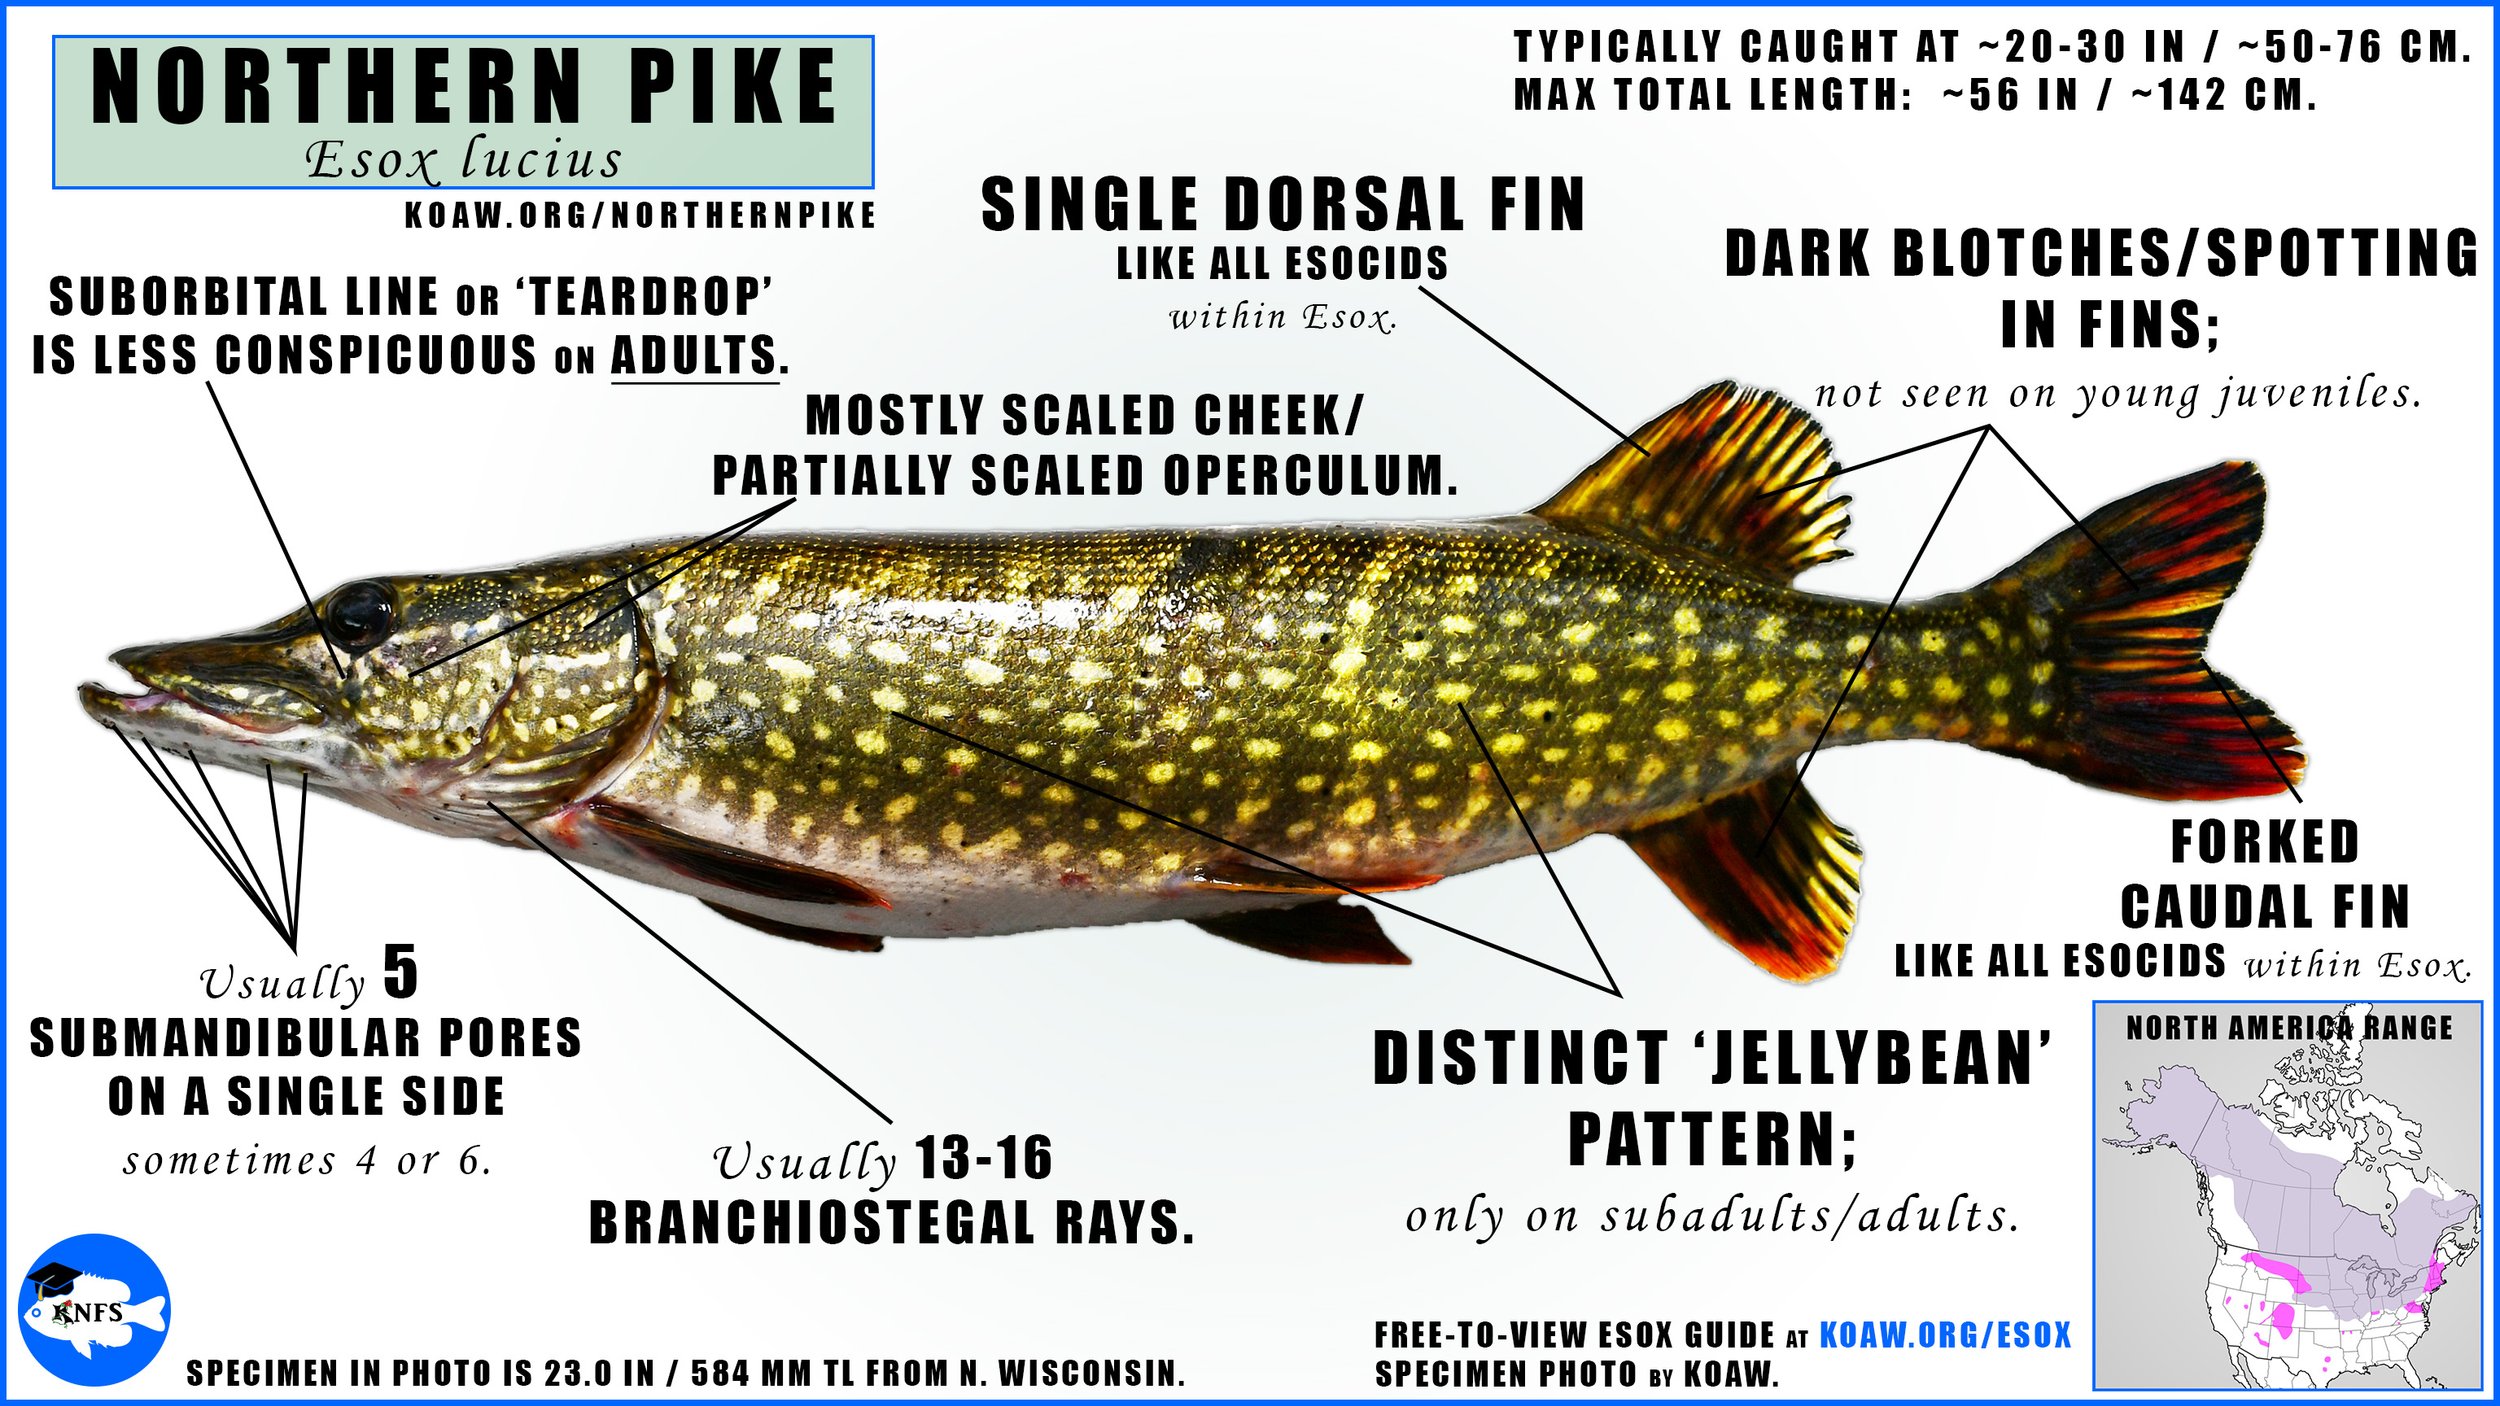 NORTHERN PIKE
Esox lucius
KOAW.ORG/NORTHERNPIKE
TYPICALLY CAUGHT AT ~20-30 IN / ~50-76 CM.
MAX TOTAL LENGTH: ~56 IN / ~142 CM.
SINGLE DORSAL FIN
LIKE ALL ESOCIDS
within Esox.
DARK BLOTCHES/SPOTTING
IN FINS;
not seen on young juveniles.
SUBORBITAL LINE OR ‘TEARDROP’
IS LESS CONSPICUOUS ON ADULTS.
MOSTLY SCALED CHEEK/
PARTIALLY SCALED OPERCULUM.
FORKED
CAUDAL FIN
LIKE ALL ESOCIDS within Esox.
Usually 5
SUBMANDIBULAR PORES
ON A SINGLE SIDE
sometimes 4 or 6.
Usually 13-16
BRANCHIOSTEGAL RAYS.
DISTINCT ‘JELLYBEAN’
PATTERN;
only on subadults/adults.
NORTH AMERICA RANGE
KNFS
SPECIMEN IN PHOTO IS 23.0 IN / 584 MM TL FROM N. WISCONSIN.
FREE-TO-VIEW ESOX GUIDE AT KOAW.ORG/ESOX
SPECIMEN PHOTO BY KOAW.